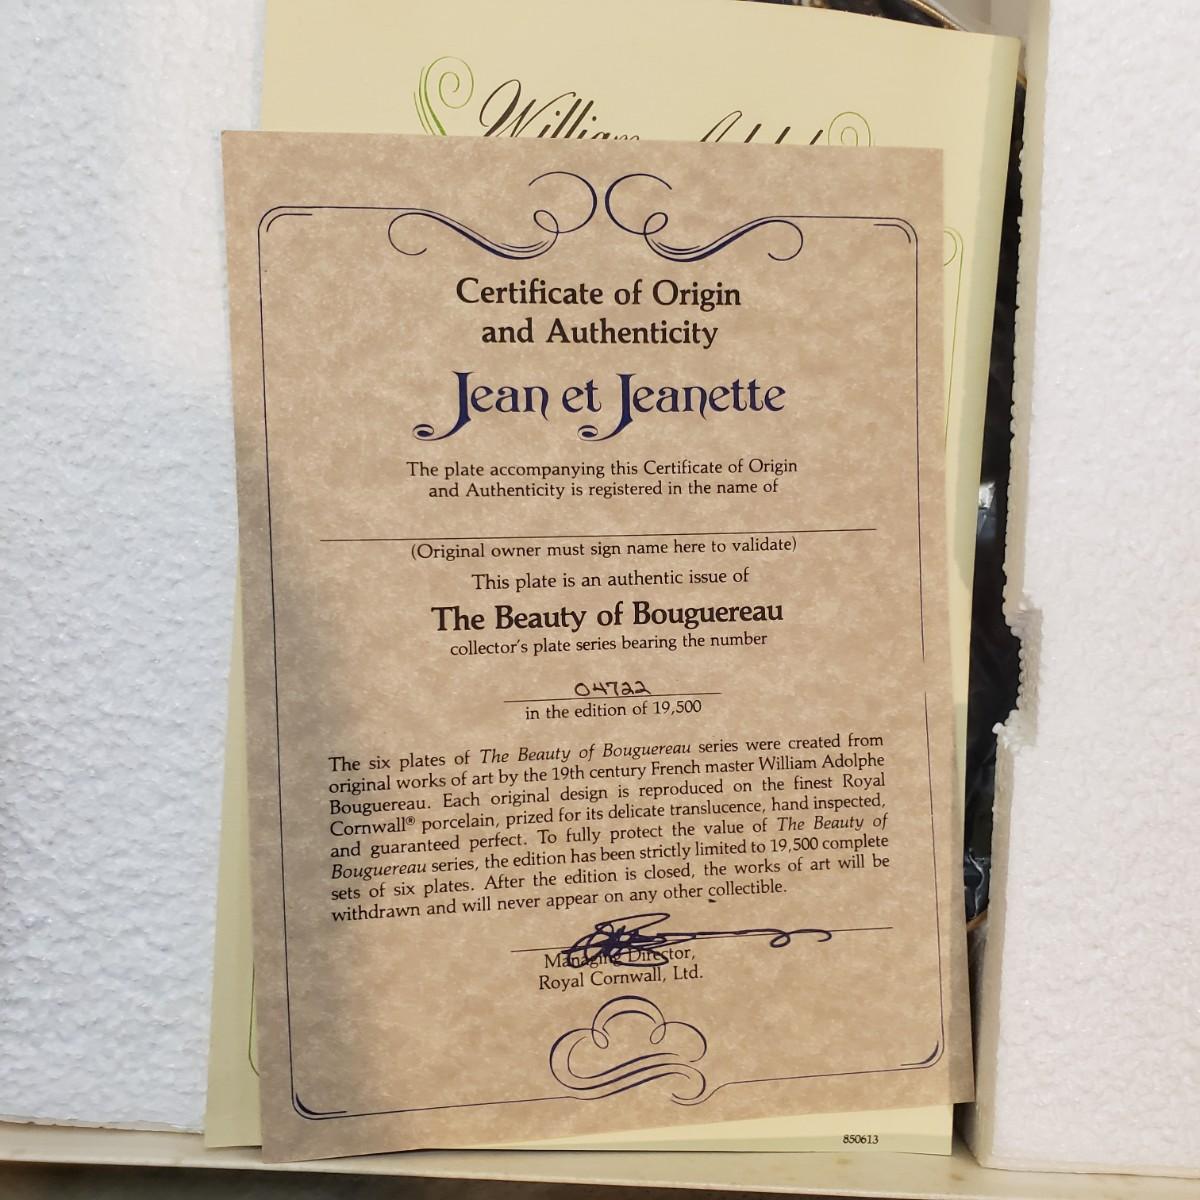 William
Certificate of Origin
and Authenticity
Jean et Jeanette
The plate accompanying this Certificate of Origin
and Authenticity is registered in the name of
(Original owner must sign name here to validate)
This plate is an authentic issue of
The Beauty of Bouguereau
collector's plate series bearing the number
04722
in the edition of 19,500
The six plates of The Beauty of Bouguereau series were created from
original works of art by the 19th century French master William Adolphe
Bouguereau. Each original design is reproduced on the finest Royal
Cornwall® porcelain, prized for its delicate translucence, hand inspected,
and guaranteed perfect. To fully protect the value of The Beauty of
Bouguereau series, the edition has been strictly limited to 19,500 complete
sets of six plates. After the edition is closed, the works of art will be
withdrawn and will never appear on any other collectible.
Managing Director,
Royal Cornwall, Ltd.
850613